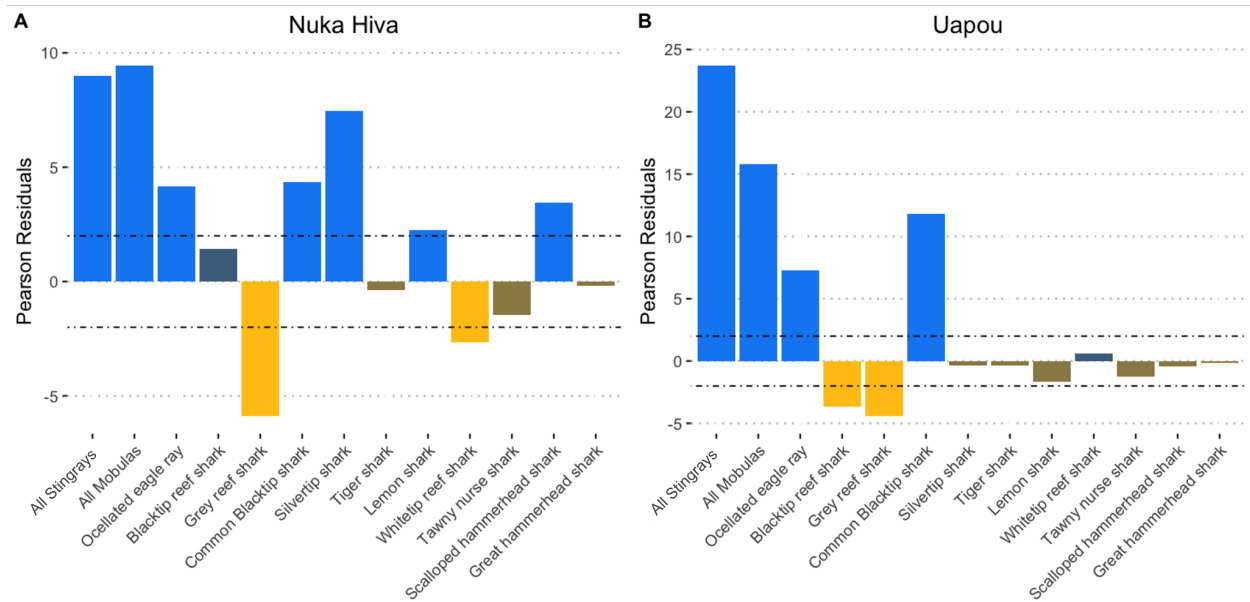 A
Nuka Hiva
Pearson Residuals
10
5
0
-5
All Stingrays
All Mobulas
Ocellated eagle ray
Blacktip reef shark
Grey reef shark
Common Blacktip shark
Silvertip shark
Tiger shark
Lemon shark
Whitetip reef shark
Tawny nurse shark
Scalloped hammerhead shark
Great hammerhead shark
B
Uapou
Pearson Residuals
25
20
15
10
5
0
-5
All Stingrays
All Mobulas
Ocellated eagle ray
Blacktip reef shark
Grey reef shark
Common Blacktip shark
Silvertip shark
Tiger shark
Lemon shark
Whitetip reef shark
Tawny nurse shark
Scalloped hammerhead shark
Great hammerhead shark